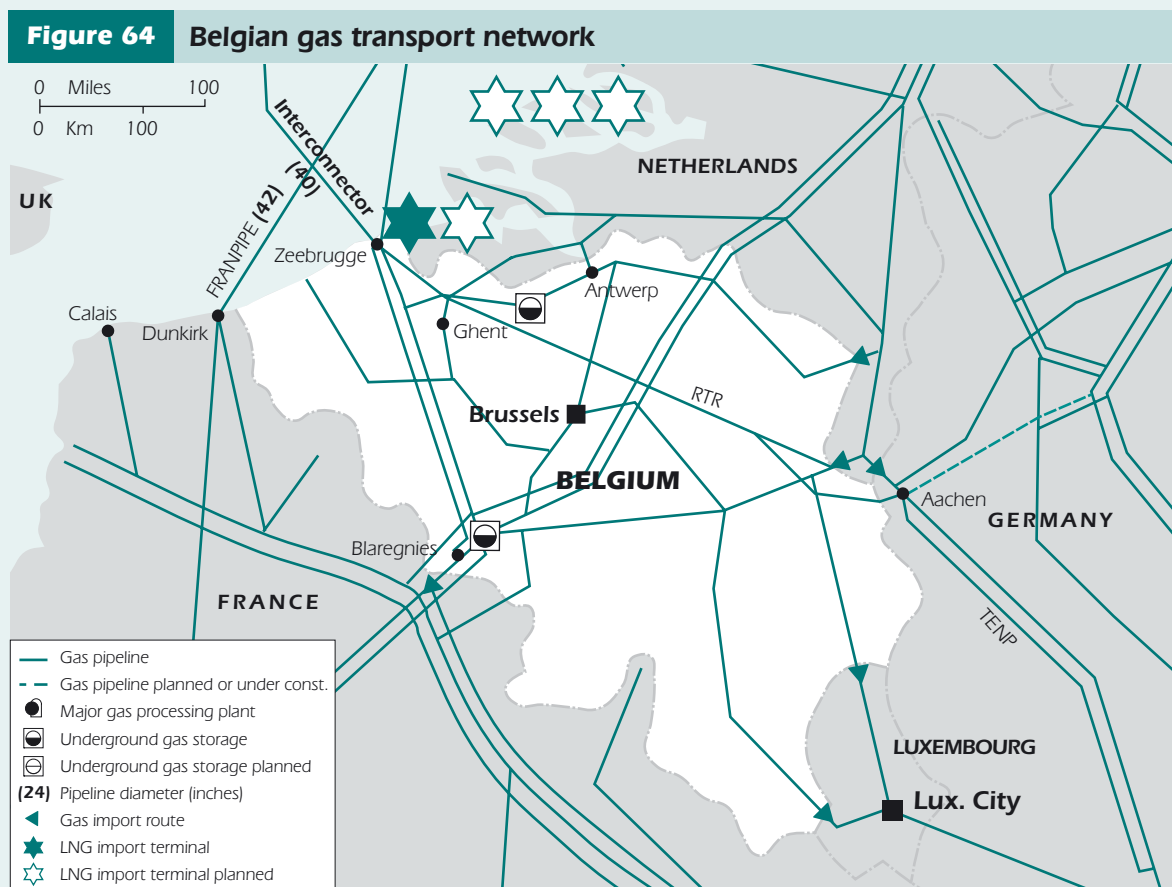 Figure 64 Belgian gas transport network
0 Miles 100
0 Km 100
Interconnector
(40)
NETHERLANDS
UK
FRANPIPE (42)
Zeebrugge
Antwerp
Calais
Dunkirk
Ghent
RTR
Brussels
BELGIUM
Aachen
GERMANY
Blaregnies
FRANCE
TENP
Gas pipeline
Gas pipeline planned or under const.
Major gas processing plant
Underground gas storage
Underground gas storage planned
(24) Pipeline diameter (inches)
Gas import route
LNG import terminal
LNG import terminal planned
LUXEMBOURG
Lux. City